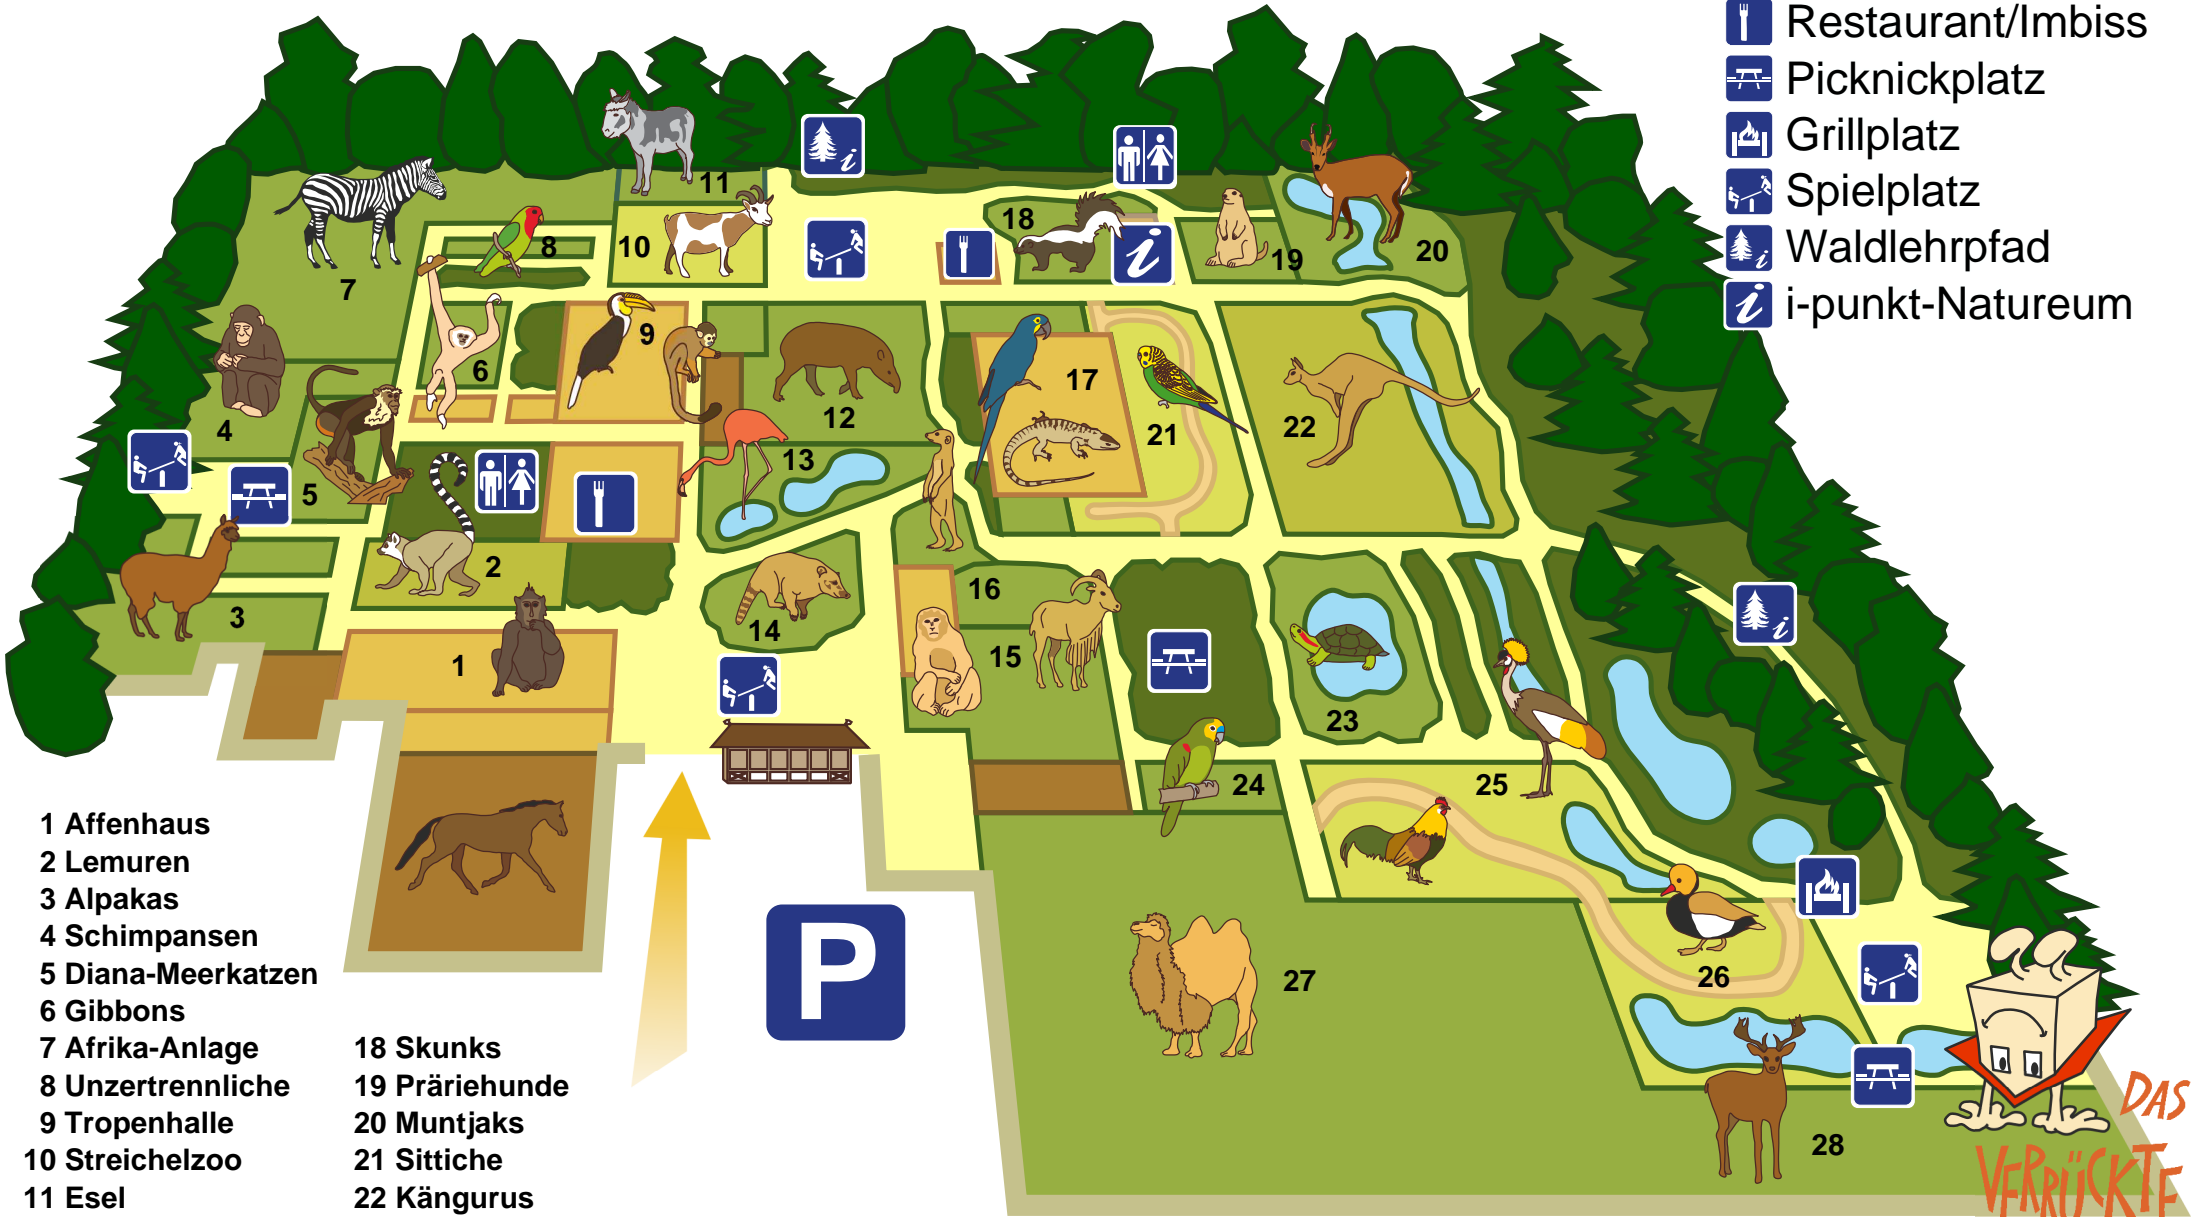 Restaurant/Imbiss
Picknickplatz
Grillplatz
Spielplatz
Waldlehrpfad
i-punkt-Natureum
11
i
18
8
10
i
19
20
7
9
6
17
12
4
21
22
13
5
2
16
3
i
14
15
1
23
24
25
P
27
26
28
1 Affenhaus
2 Lemuren
3 Alpakas
4 Schimpansen
5 Diana-Meerkatzen
6 Gibbons
7 Afrika-Anlage
8 Unzertrennliche
9 Tropenhalle
10 Streichelzoo
11 Esel
18 Skunks
19 Präriehunde
20 Muntjaks
21 Sittiche
22 Kängurus
DAS
VERRÜCKTE